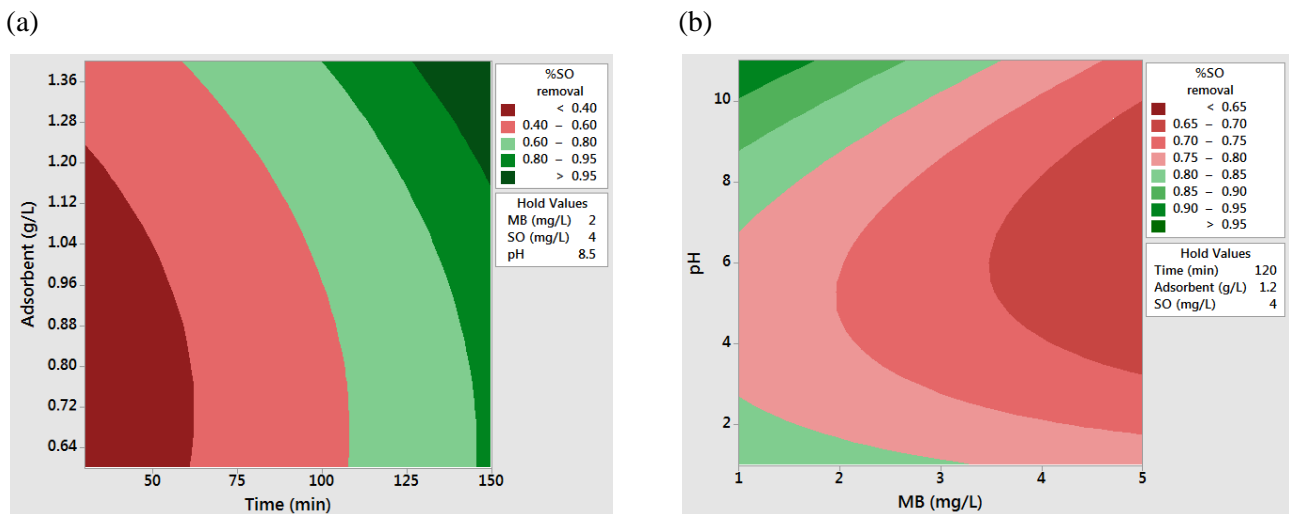 (a)
(b)
%SO
removal
< 0.40
0.40 – 0.60
0.60 – 0.80
0.80 – 0.95
> 0.95
Hold Values
MB (mg/L) 2
SO (mg/L) 4
pH 8.5
Adsorbent (g/L)
1.36
1.28
1.20
1.12
1.04
0.96
0.88
0.80
0.72
0.64
50 75 100 125 150
Time (min)
%SO
removal
< 0.65
0.65 – 0.70
0.70 – 0.75
0.75 – 0.80
0.80 – 0.85
0.85 – 0.90
0.90 – 0.95
> 0.95
Hold Values
Time (min) 120
Adsorbent (g/L) 1.2
SO (mg/L) 4
pH
10
8
6
4
2
1 2 3 4 5
MB (mg/L)